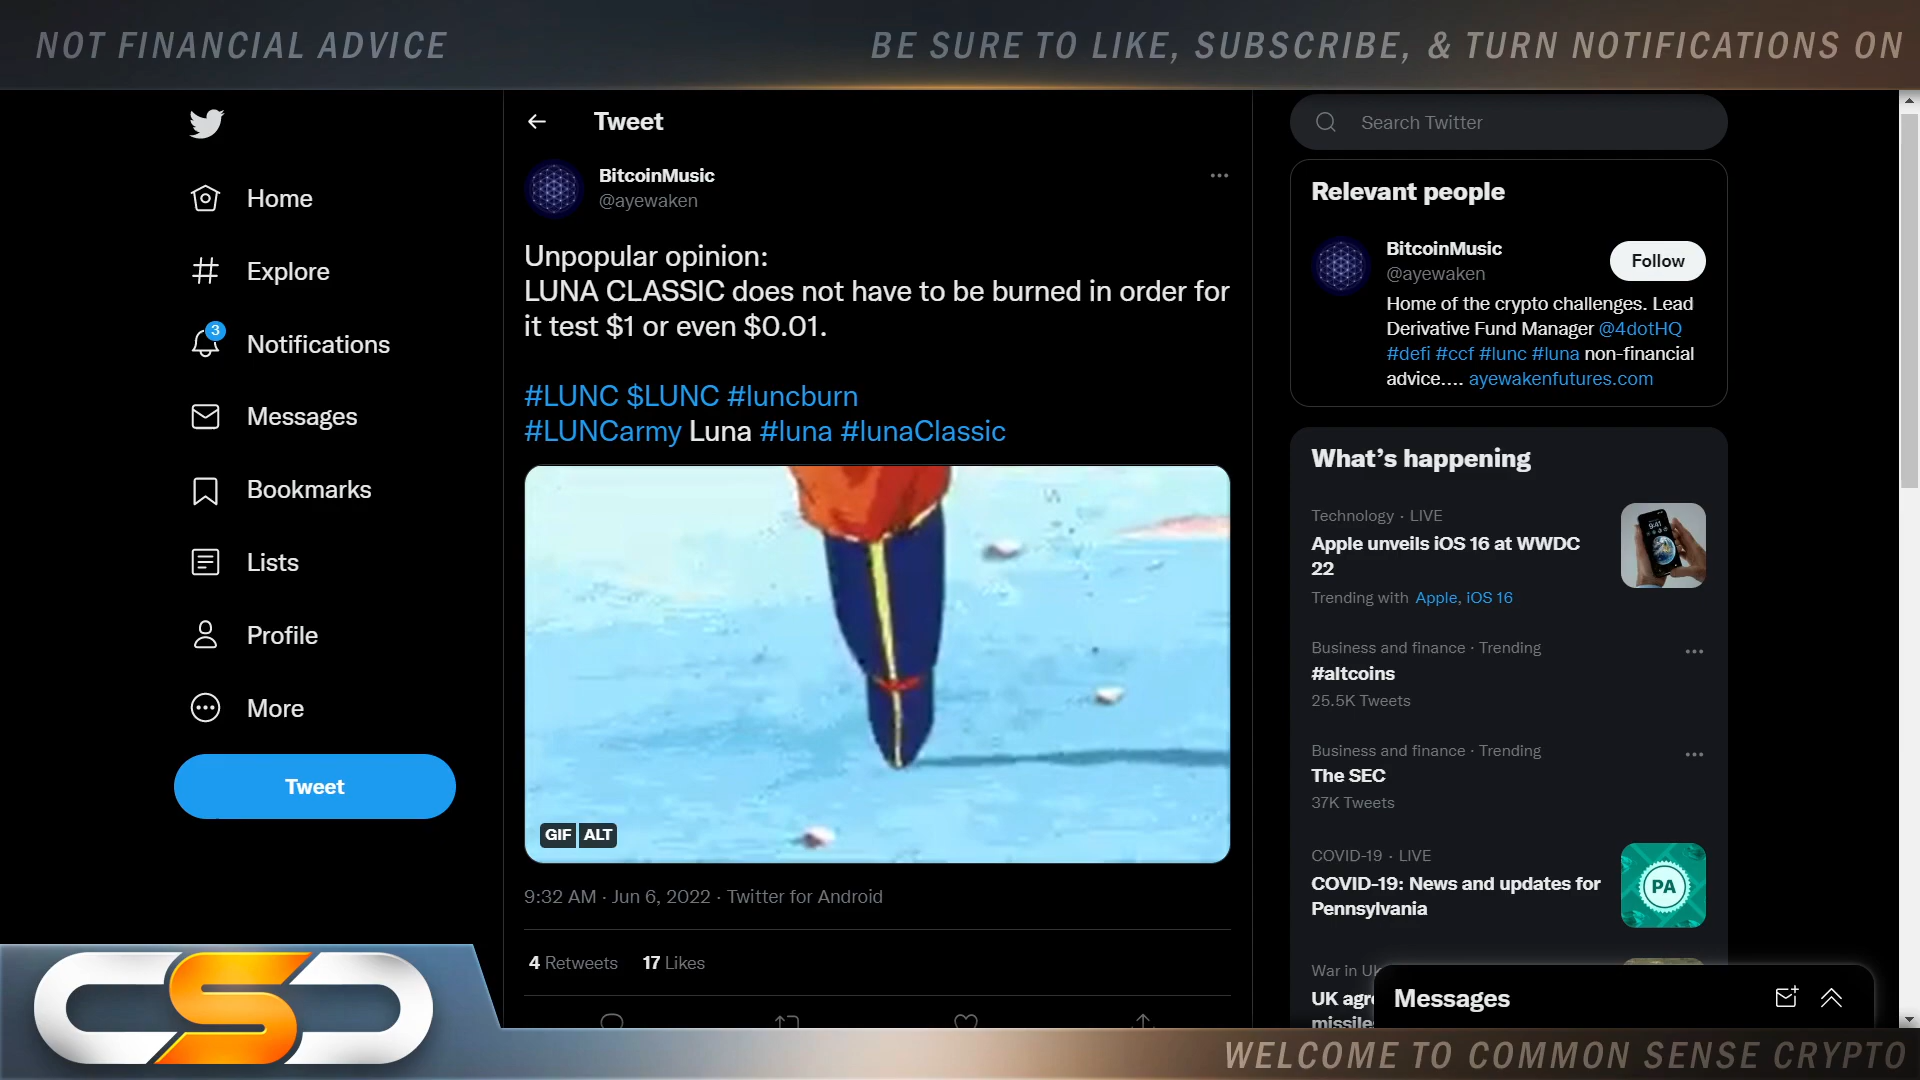 NOT FINANCIAL ADVICE
BE SURE TO LIKE, SUBSCRIBE, & TURN NOTIFICATIONS ON
Home
Explore
3
Notifications
Messages
Bookmarks
Lists
Profile
More
Tweet
Tweet
BitcoinMusic
@ayewaken
Unpopular opinion:
LUNA CLASSIC does not have to be burned in order for
it test $1 or even $0.01.
#LUNC $LUNC #luncburn
#LUNCarmy Luna #luna #lunaClassic
GIF ALT
9:32 AM · Jun 6, 2022 · Twitter for Android
4 Retweets 17 Likes
Search Twitter
Relevant people
BitcoinMusic
@ayewaken
Follow
Home of the crypto challenges. Lead
Derivative Fund Manager @4dotHQ
#defi #ccf #lunc #luna non-financial
advice.... ayewakenfutures.com
What's happening
Technology · LIVE
Apple unveils iOS 16 at WWDC
22
Trending with Apple, iOS 16
9:41
Business and finance · Trending
#altcoins
25.5K Tweets
Business and finance · Trending
The SEC
37K Tweets
COVID-19 · LIVE
COVID-19: News and updates for
Pennsylvania
PA
War in
UK
Messages
CSC
WELCOME TO COMMON SENSE CRYPTO